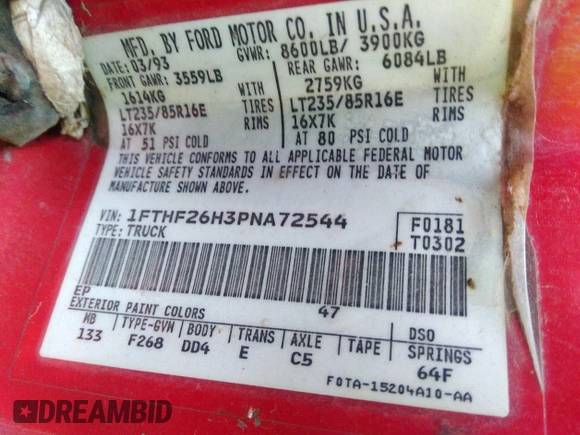 MFD. BY FORD MOTOR CO. IN U.S.A.
DATE: 03/93 GVWR: 8600LB/ 3900KG
FRONT GAWR: 3559LB REAR GAWR: 6084LB
1614KG WITH 2759KG WITH
LT235/85R16E TIRES LT235/85R16E TIRES
16X7K RIMS 16X7K RIMS
AT 51 PSI COLD AT 80 PSI COLD
THIS VEHICLE CONFORMS TO ALL APPLICABLE FEDERAL MOTOR
VEHICLE SAFETY STANDARDS IN EFFECT ON THE DATE OF
MANUFACTURE SHOWN ABOVE.
VIN: 1FTHF26H3PNA72544 F0181
TYPE: TRUCK T0302
EP 47
EXTERIOR PAINT COLORS DSO
WB TYPE-GVN BODY TRANS AXLE TAPE SPRINGS
133 F268 DD4 E C5 64F
F0TA-15204A10-AA
DREAMBID